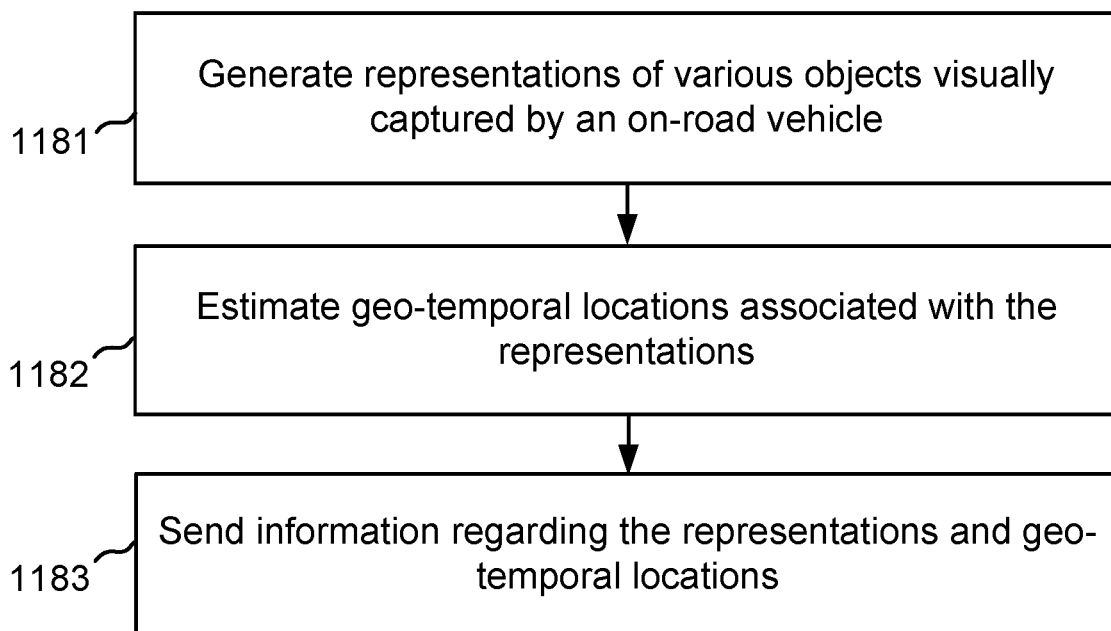 Generate representations of various objects visually
captured by an on-road vehicle
1181
Estimate geo-temporal locations associated with the
representations
1182
Send information regarding the representations and geo-
temporal locations
1183